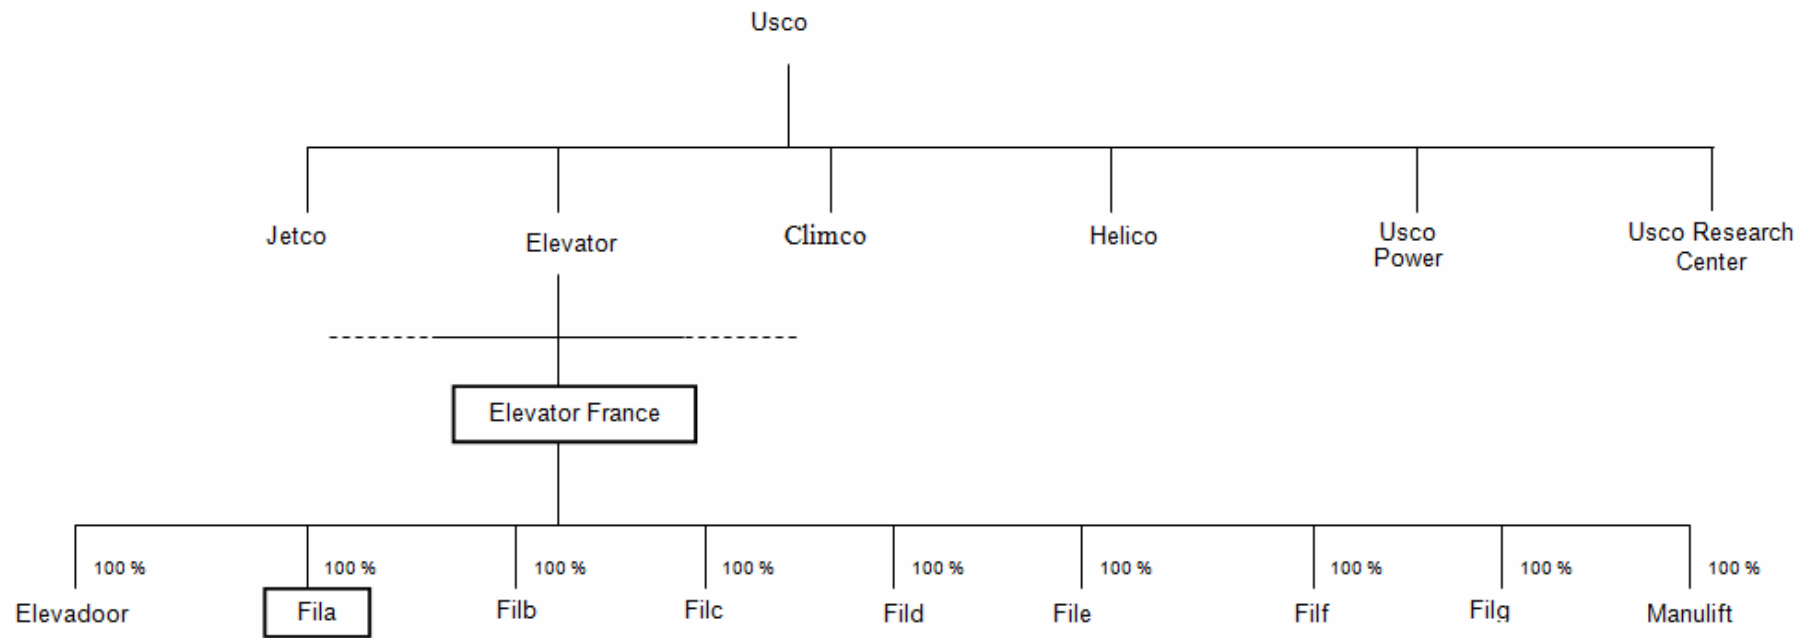 Usco
Jetco
Elevator
Climco
Helico
Usco
Power
Usco Research
Center
Elevator France
100 %
100 %
100 %
100 %
100 %
100 %
100 %
100 %
100 %
Elevadoor
Fila
Filb
Filc
Fild
File
Filf
Filg
Manulift